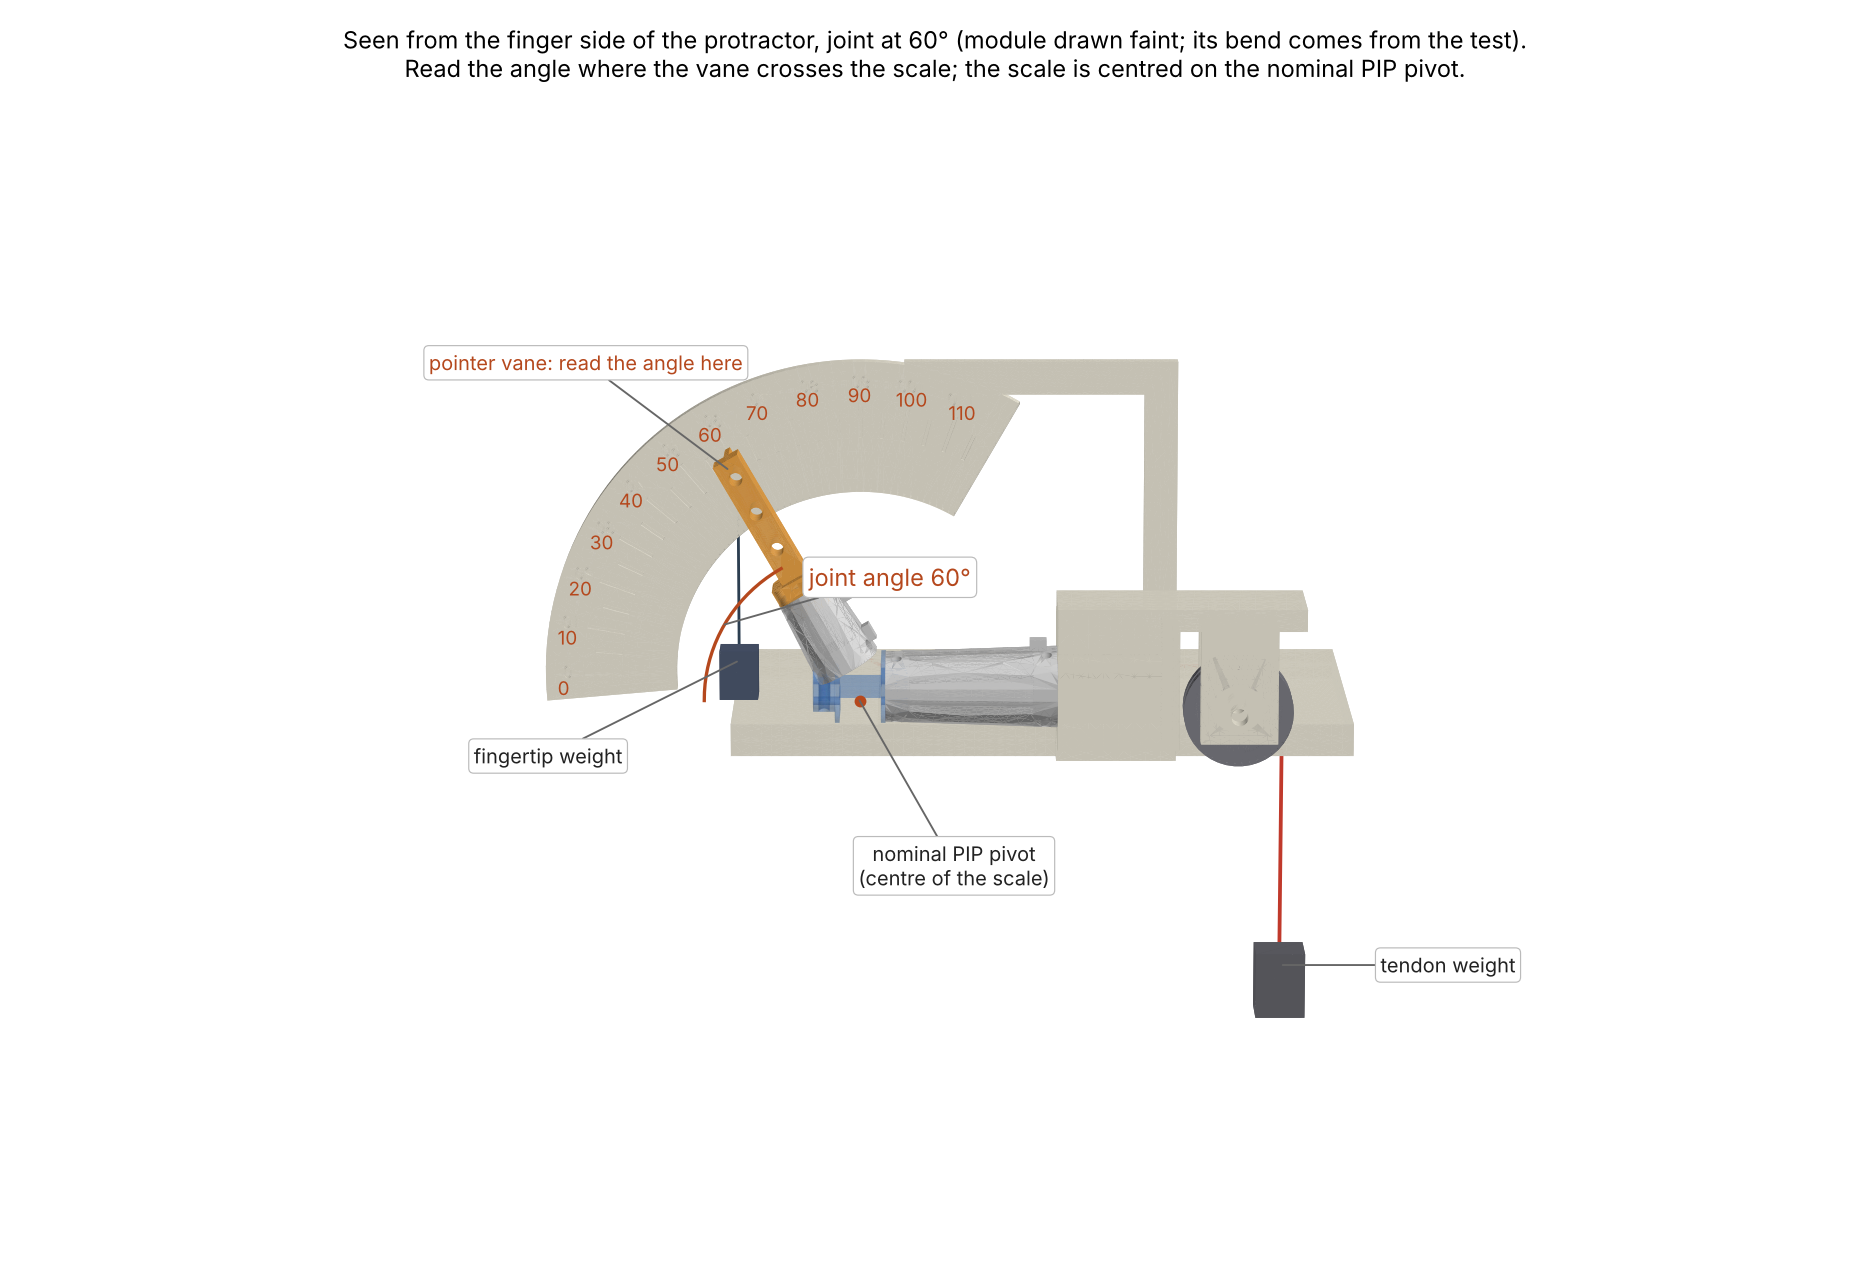 Seen from the finger side of the protractor, joint at 60° (module drawn faint; its bend comes from the test).
Read the angle where the vane crosses the scale; the scale is centred on the nominal PIP pivot.
pointer vane: read the angle here
0
10
20
30
40
50
60
70
80
90
100
110
joint angle 60°
fingertip weight
nominal PIP pivot
(centre of the scale)
tendon weight